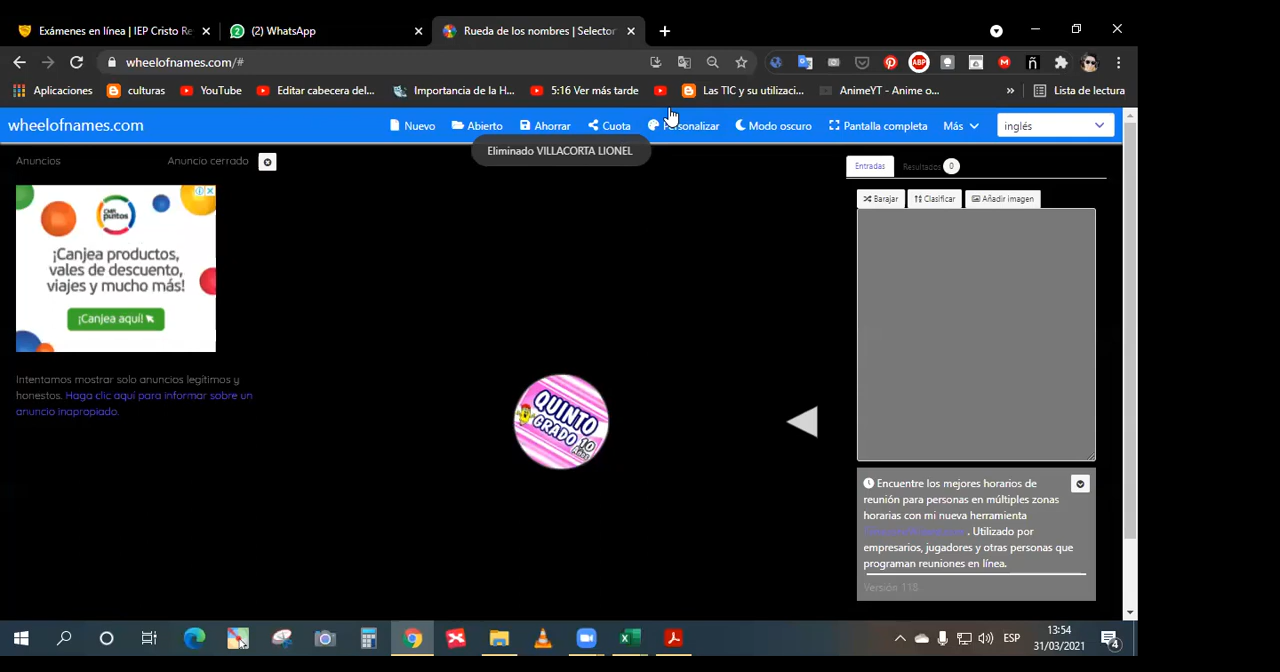 Exámenes en línea | IEP Cristo Re
(2) WhatsApp
Rueda de los nombres | Selector
wheelofnames.com/#
ABP
Aplicaciones
culturas
YouTube
Editar cabecera del...
Importancia de la H...
5:16 Ver más tarde
Las TIC y su utilizaci...
AnimeYT - Anime o...
»
Lista de lectura
wheelofnames.com
Nuevo
Abierto
Ahorrar
Cuota
Personalizar
Modo oscuro
Pantalla completa
Más
inglés
Eliminado VILLACORTA LIONEL
Anuncios
Anuncio cerrado
CMR
puntos
¡Canjea productos,
vales de descuento,
viajes y mucho más!
¡Canjea aquí!
Intentamos mostrar solo anuncios legítimos y
honestos. Haga clic aquí para informar sobre un
anuncio inapropiado.
QUINTO
GRADO
10
Entradas
Resultados 0
Barajar
Clasificar
Añadir imagen
Encuentre los mejores horarios de
reunión para personas en múltiples zonas
horarias con mi nueva herramienta
. Utilizado por
empresarios, jugadores y otras personas que
programan reuniones en línea.
Versión 118
ESP
13:54
31/03/2021
4